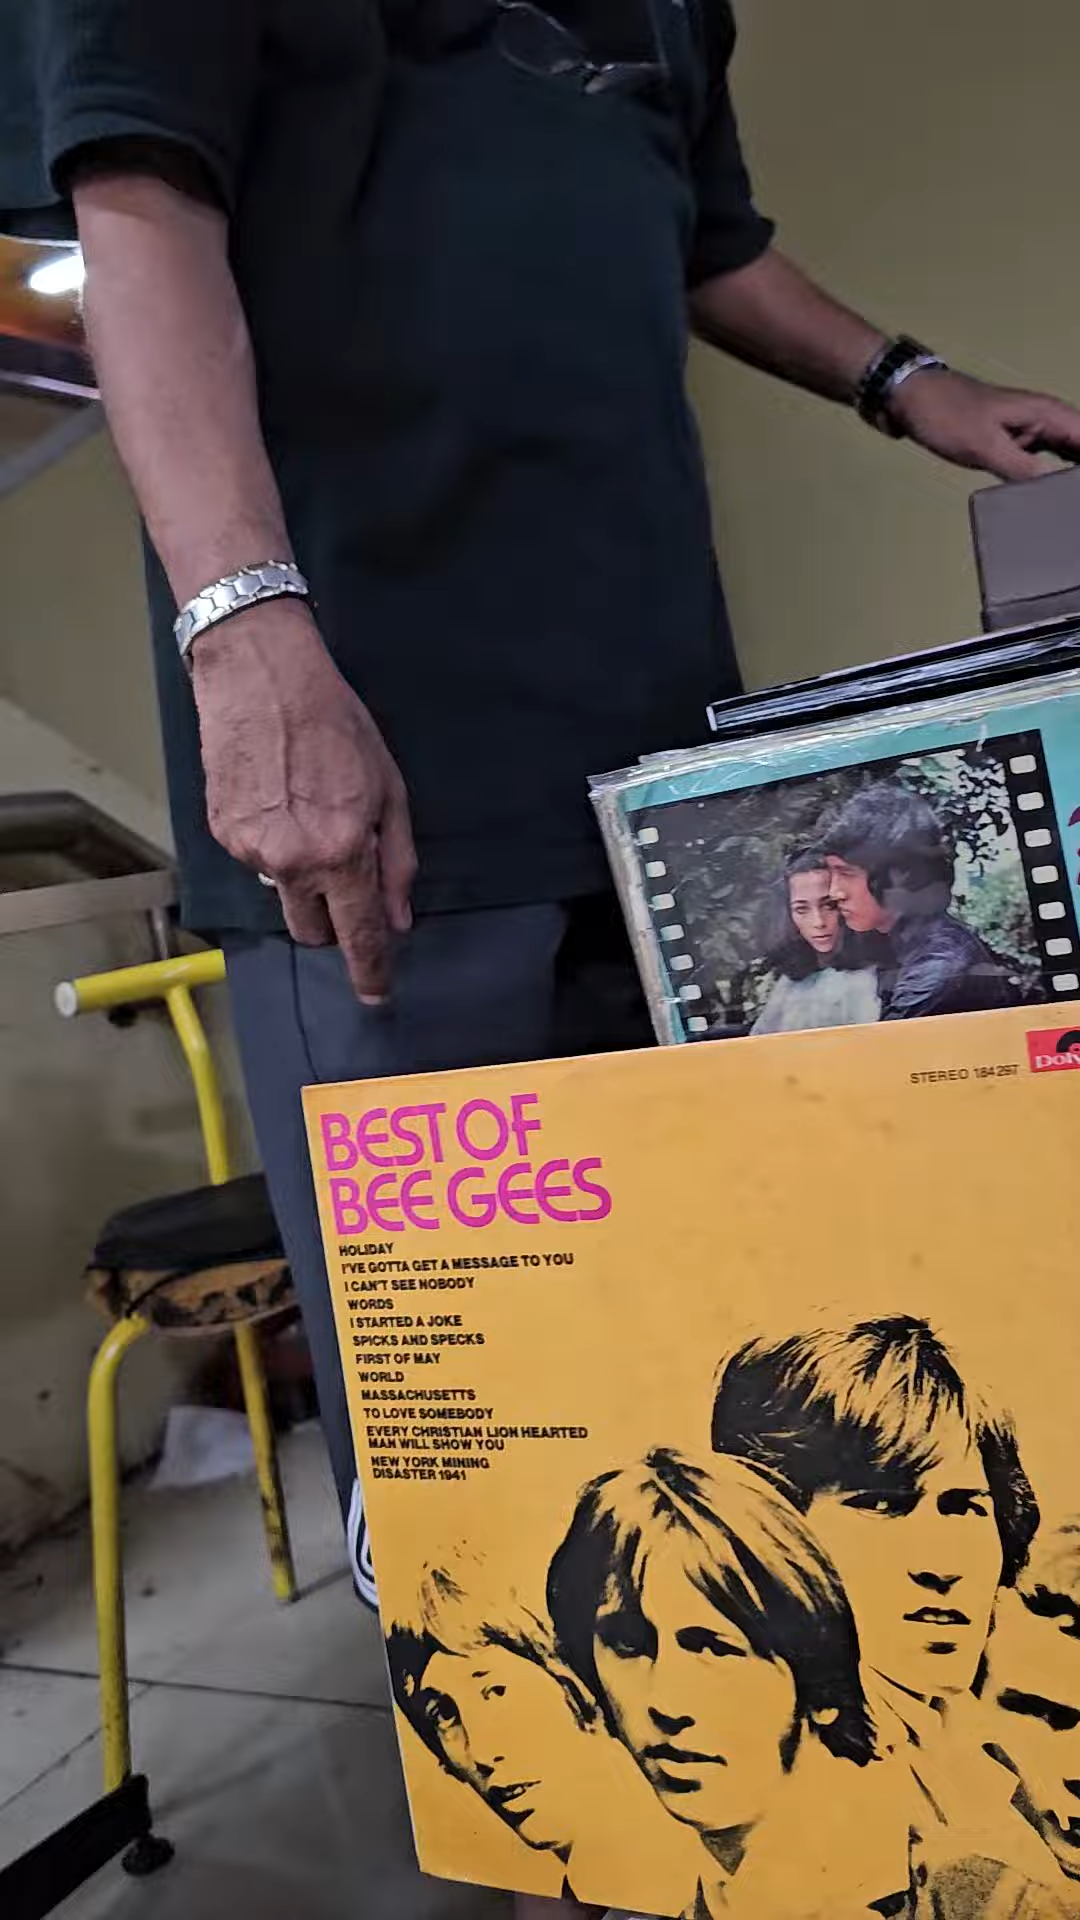 STEREO 184297
BEST OF
BEE GEES
HOLIDAY
I'VE GOTTA GET A MESSAGE TO YOU
I CAN'T SEE NOBODY
WORDS
I STARTED A JOKE
SPICKS AND SPECKS
FIRST OF MAY
WORLD
MASSACHUSETTS
TO LOVE SOMEBODY
EVERY CHRISTIAN LION HEARTED
MAN WILL SHOW YOU
NEW YORK MINING
DISASTER 1941